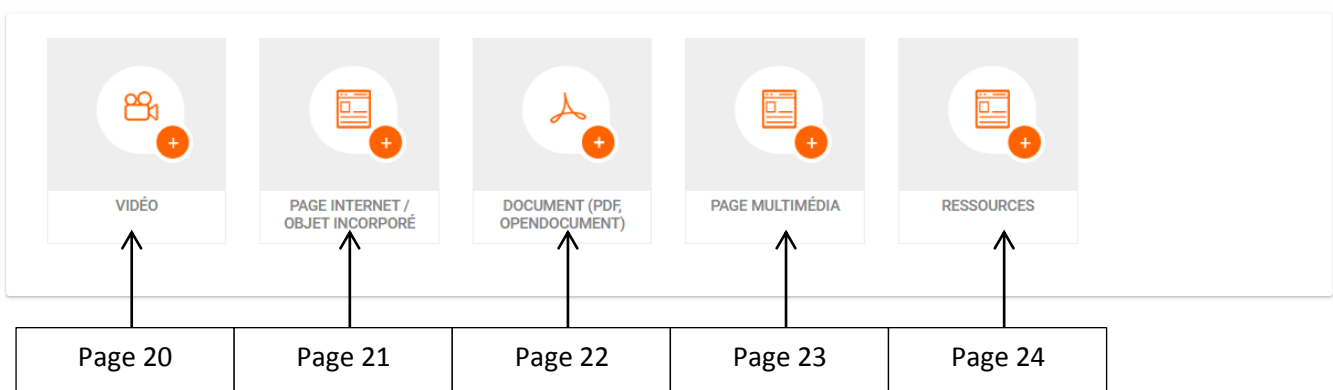 VIDÉO
PAGE INTERNET /
OBJET INCORPORÉ
DOCUMENT (PDF,
OPENDOCUMENT)
PAGE MULTIMÉDIA
RESSOURCES
Page 20
Page 21
Page 22
Page 23
Page 24